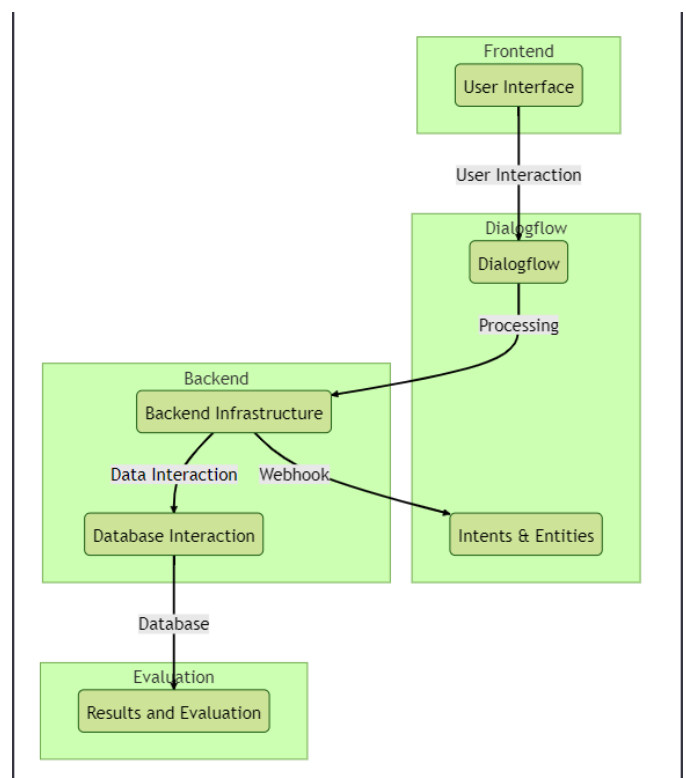 Frontend
User Interface
User Interaction
Dialogflow
Dialogflow
Processing
Backend
Backend Infrastructure
Data Interaction
Webhook
Database Interaction
Intents & Entities
Database
Evaluation
Results and Evaluation